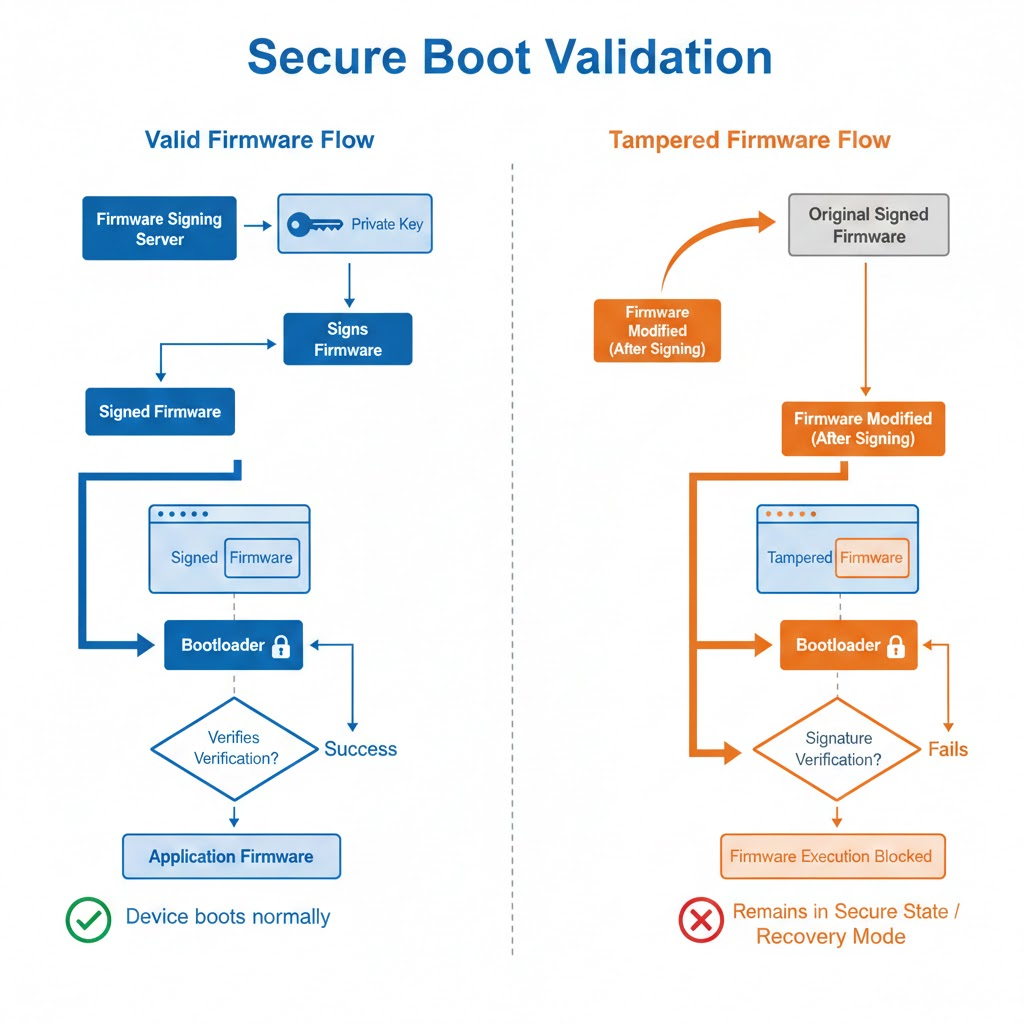 Secure Boot Validation
Valid Firmware Flow
Firmware Signing
Server
Private Key
Signs
Firmware
Signed Firmware
Signed Firmware
Bootloader
Verifies
Verification?
Success
Application Firmware
Device boots normally
Tampered Firmware Flow
Original Signed
Firmware
Firmware
Modified
(After Signing)
Firmware Modified
(After Signing)
Tampered Firmware
Bootloader
Signature
Verification?
Fails
Firmware Execution Blocked
Remains in Secure State /
Recovery Mode